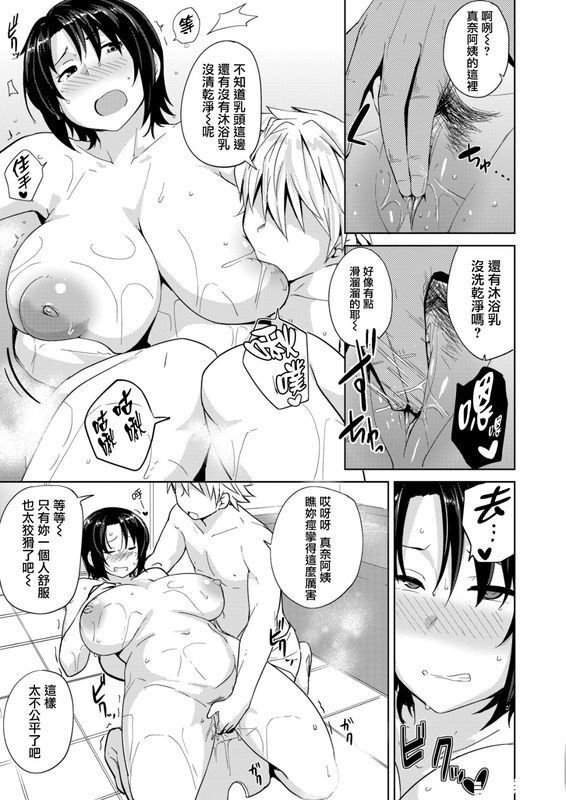 啊咧~?
真奈阿姨的這裡
還有沐浴乳
沒洗乾淨嗎?
好像有點
滑溜溜的耶~
嗯
嗯
等
不知道乳頭這邊
還有沒有沐浴乳
沒清乾淨~呢
住手
咕啾
咕啾
去…
哎呀呀 真奈阿姨
瞧妳痙攣得這麼厲害
呼
等等~
只有妳一個人舒服
也太狡猾了吧~
這樣
太不公平了吧